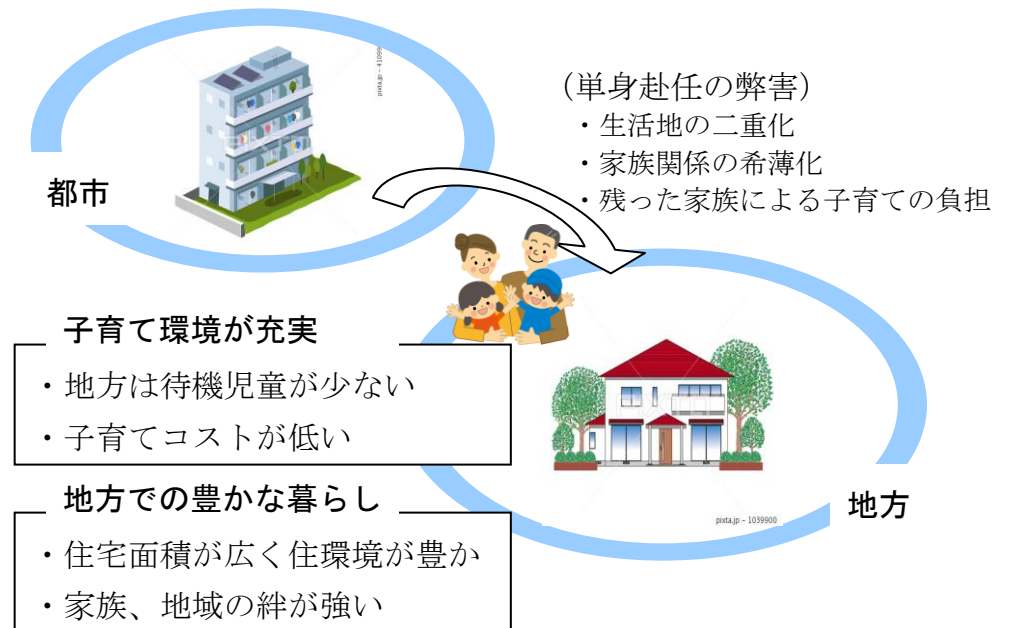 都市
(単身赴任の弊害)
・生活地の二重化
・家族関係の希薄化
・残った家族による子育ての負担
子育て環境が充実
・地方は待機児童が少ない
・子育てコストが低い
地方での豊かな暮らし
・住宅面積が広く住環境が豊か
・家族、地域の絆が強い
地方
pixta.jp - 1039900